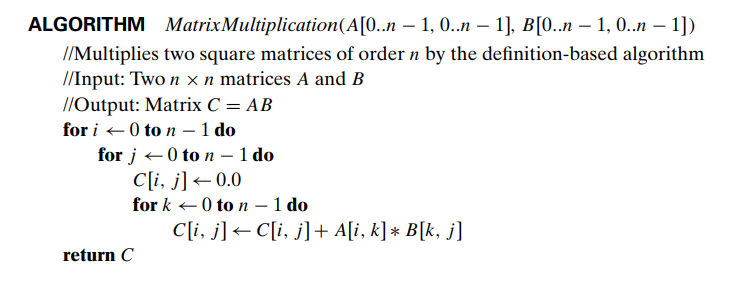 ALGORITHM MatrixMultiplication(A[0..n − 1, 0..n − 1], B[0..n − 1, 0..n − 1])
//Multiplies two square matrices of order n by the definition-based algorithm
//Input: Two n × n matrices A and B
//Output: Matrix C = AB
for i ← 0 to n − 1 do
for j ← 0 to n − 1 do
C[i, j] ← 0.0
for k ← 0 to n − 1 do
C[i, j] ← C[i, j] + A[i, k] ∗ B[k, j]
return C